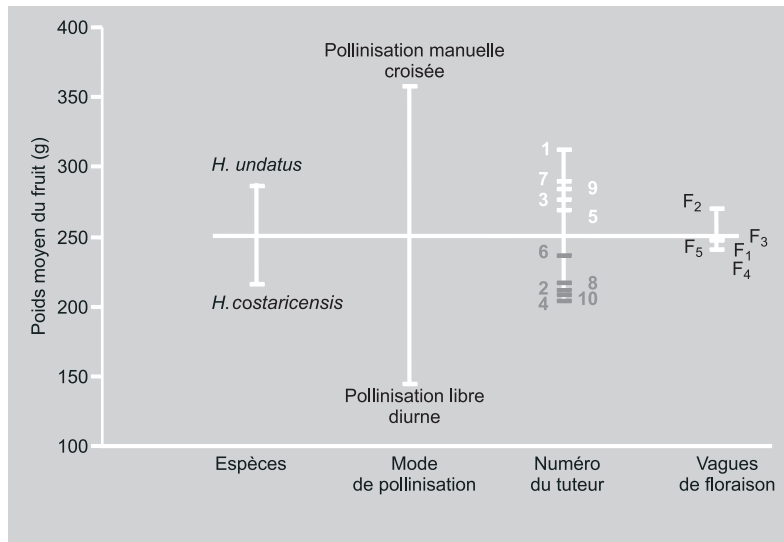 400
350
300
250
200
150
100
Poids moyen du fruit (g)
Pollinisation manuelle
croisée
H. undatus
H. costaricensis
Pollinisation libre
diurne
1
7
9
3
5
6
8
2
10
4
F2
F3
F5
F1
F4
Espèces
Mode
de pollinisation
Numéro
du tuteur
Vagues
de floraison